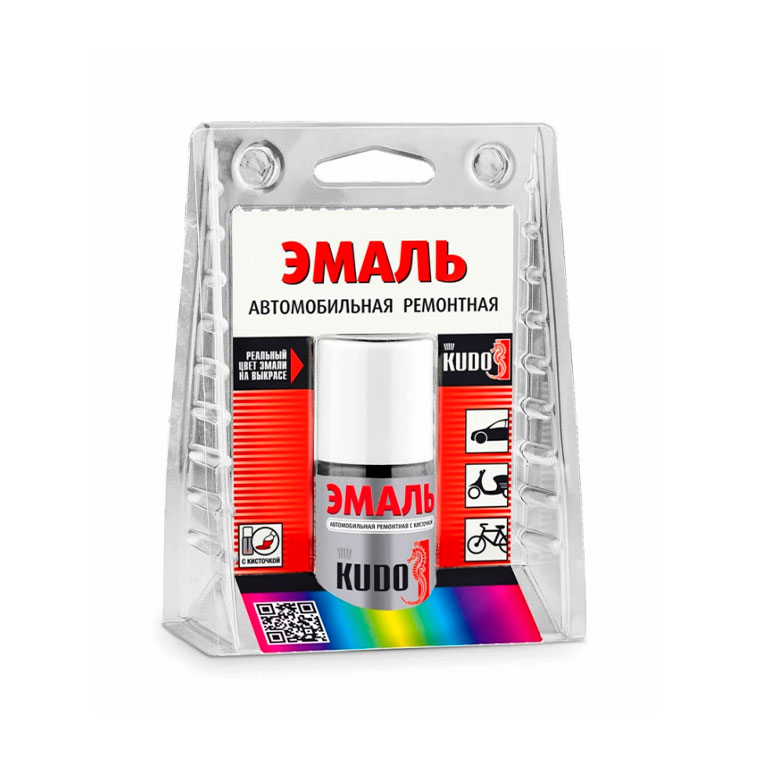 ЭМАЛЬ
АВТОМОБИЛЬНАЯ РЕМОНТНАЯ
РЕАЛЬНЫЙ
ЦВЕТ ЭМАЛИ
НА ВЫКРАСЕ
KUDO
ЭМАЛЬ
АВТОМОБИЛЬНАЯ РЕМОНТНАЯ С КИСТОЧКОЙ
KUDO
С КИСТОЧКОЙ